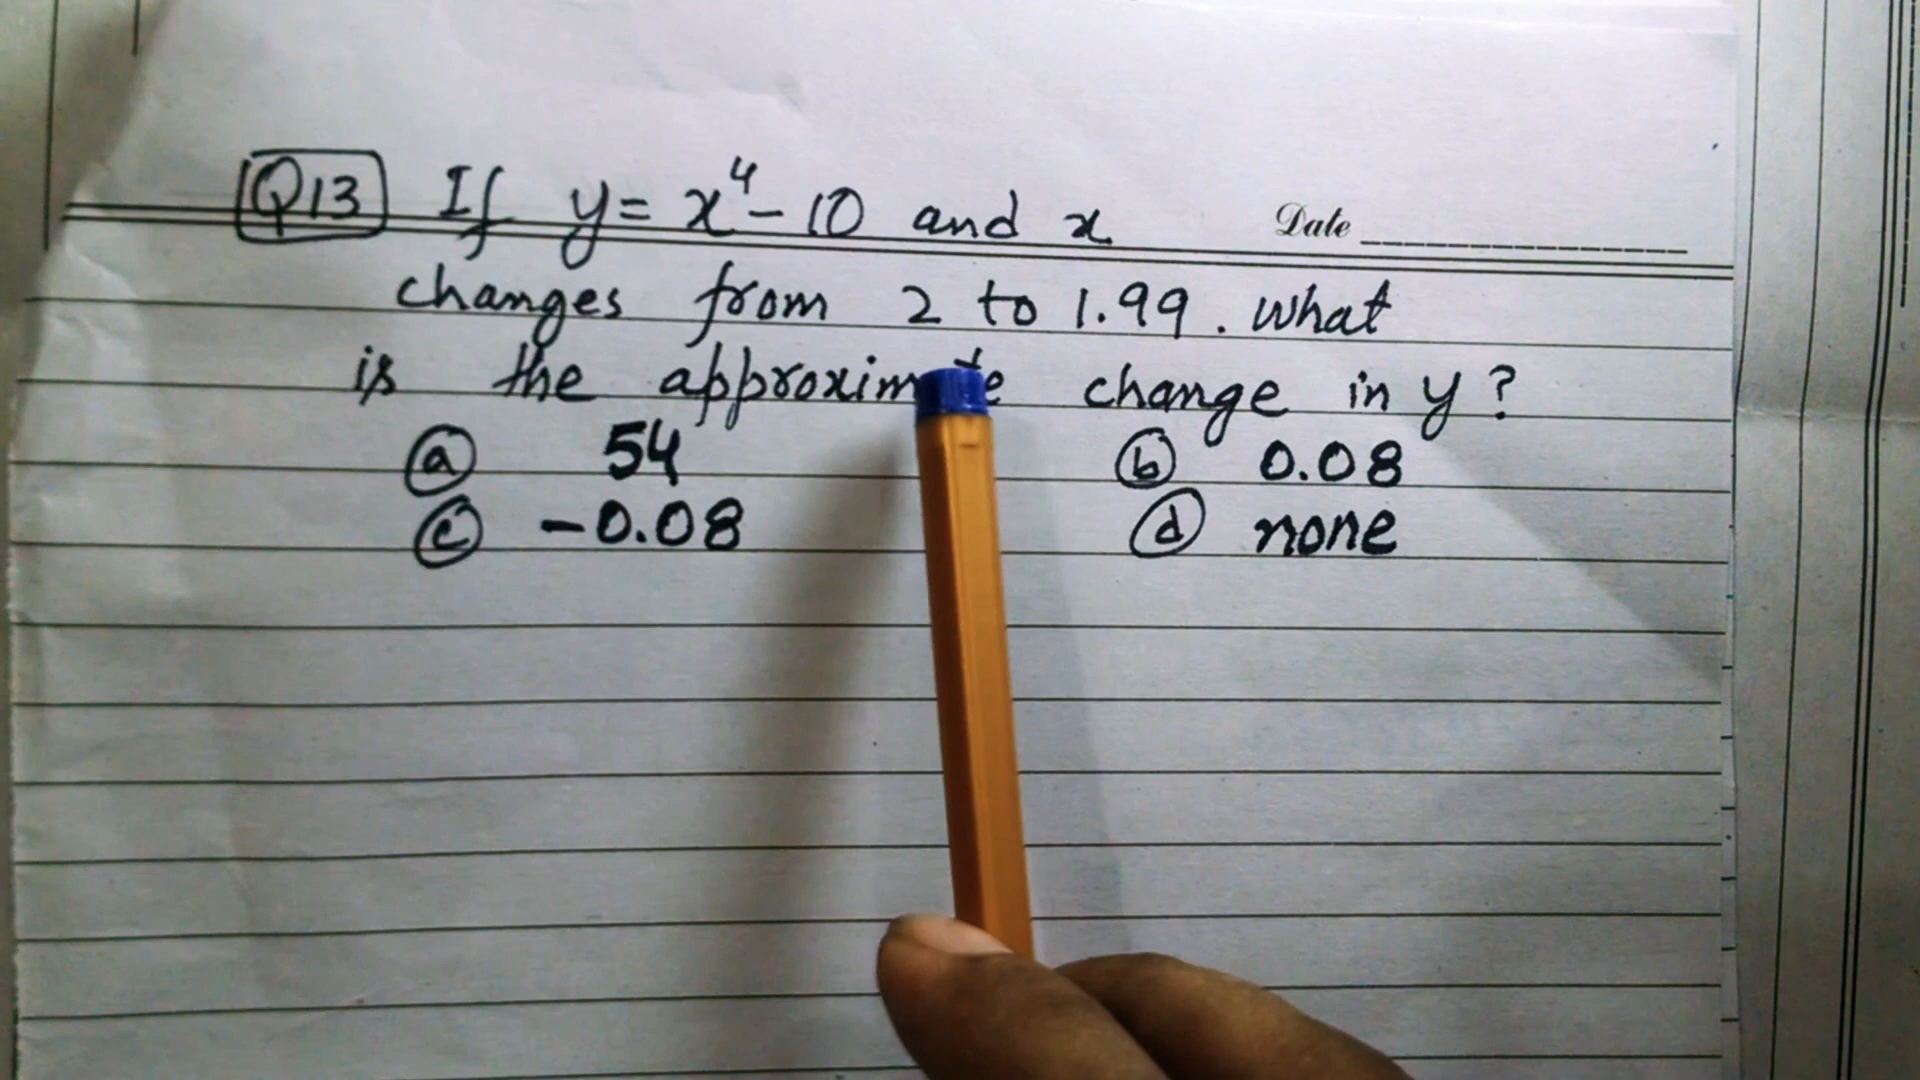 Q13 If y = x⁴ - 10 and x
Date
changes from 2 to 1.99. what
is the change in y?
ⓐ 54 ⓑ 0.08
ⓒ -0.08 ⓓ none